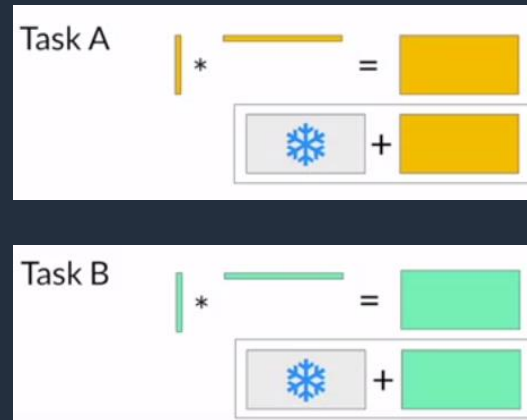 Task A
* =
+
Task B
* =
+